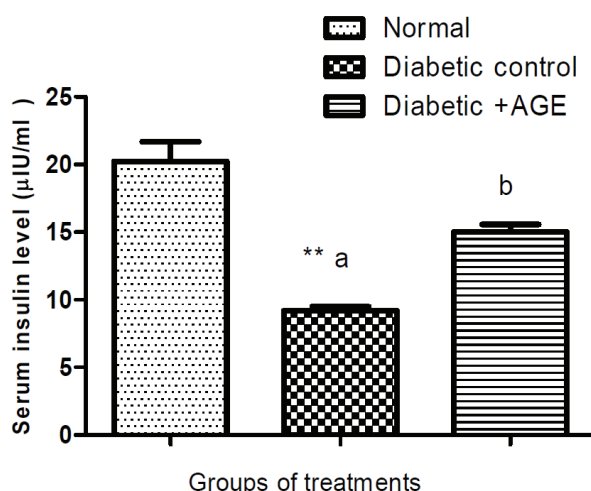 Normal
Diabetic control
Diabetic +AGE
Serum insulin level (µIU/ml )
25
20
15
10
5
0
** a
b
Groups of treatments